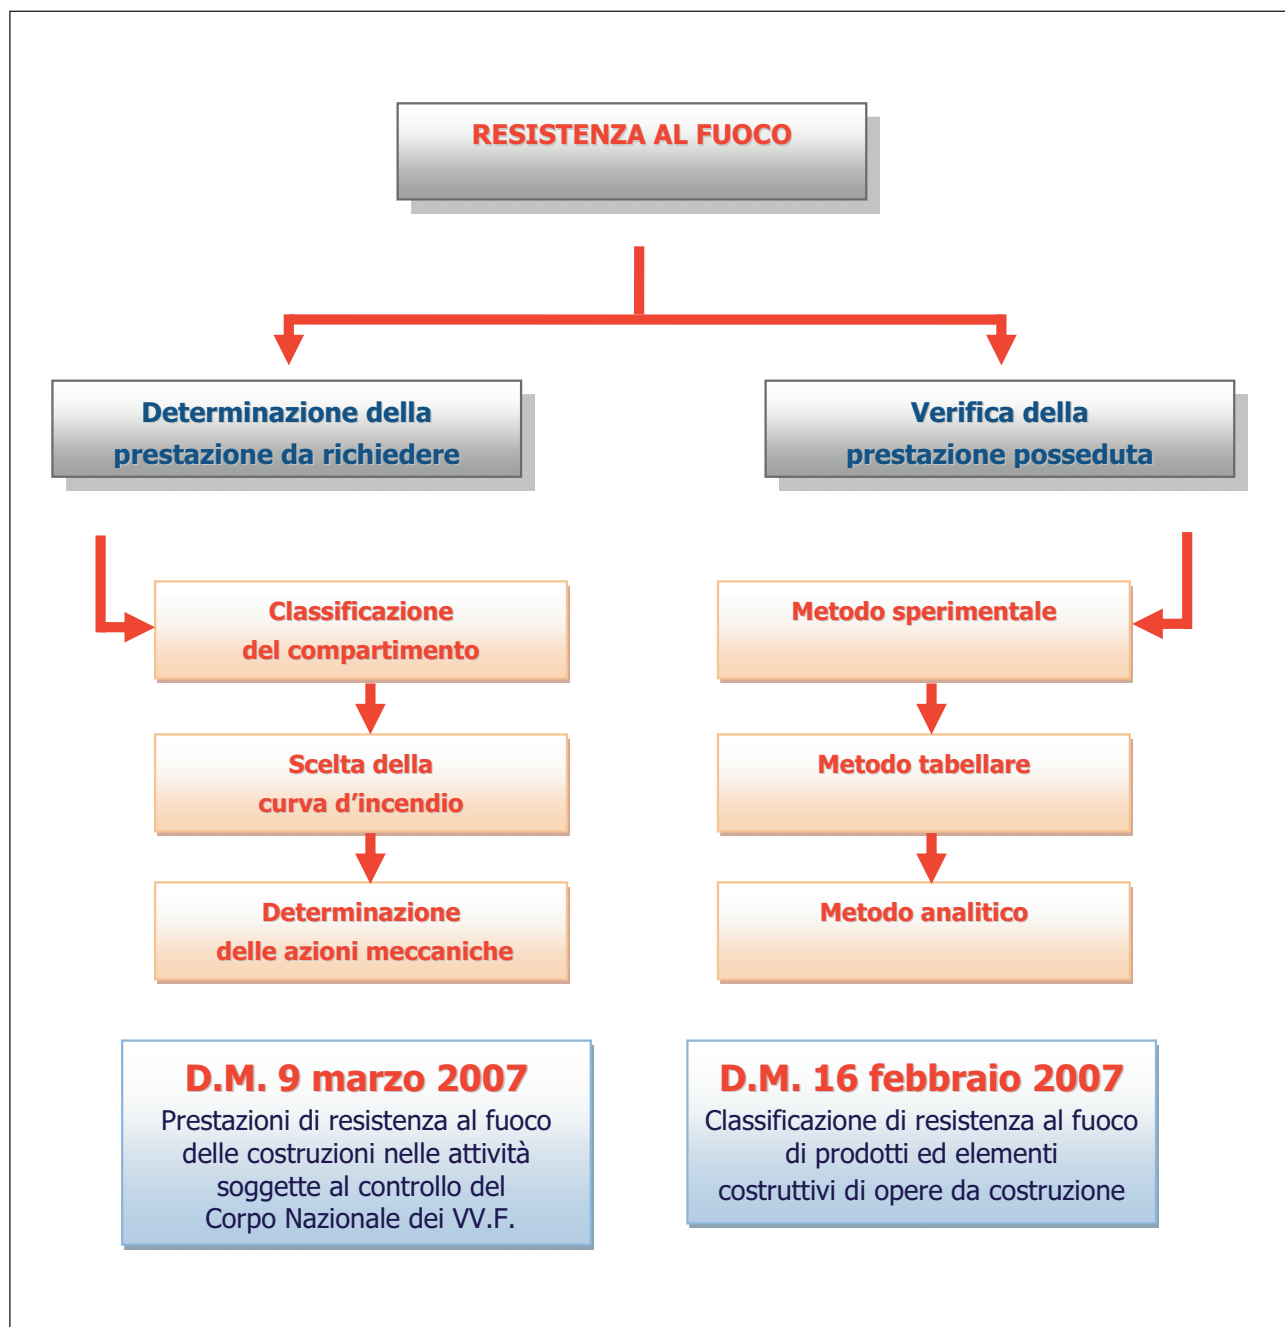 RESISTENZA AL FUOCO
Determinazione della
prestazione da richiedere
Verifica della
prestazione posseduta
Classificazione
del compartimento
Metodo sperimentale
Scelta della
curva d’incendio
Metodo tabellare
Determinazione
delle azioni meccaniche
Metodo analitico
D.M. 9 marzo 2007
Prestazioni di resistenza al fuoco
delle costruzioni nelle attività
soggette al controllo del
Corpo Nazionale dei VV.F.
D.M. 16 febbraio 2007
Classificazione di resistenza al fuoco
di prodotti ed elementi
costruttivi di opere da costruzione